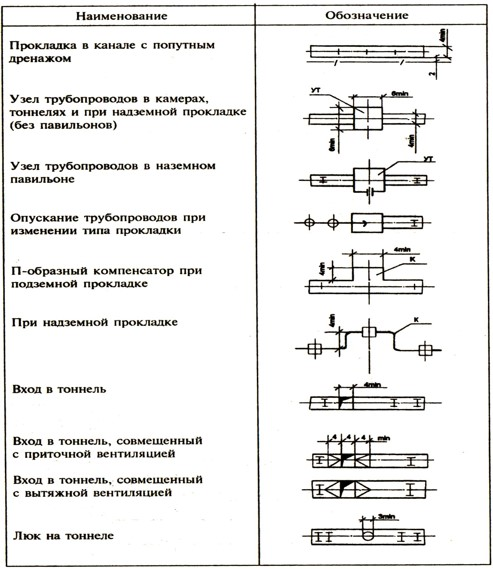 Наименование
Обозначение
Прокладка в канале с попутным
дренажом
4min
2
Узел трубопроводов в камерах,
тоннелях и при надземной прокладке
(без павильонов)
УТ
6min
6min
4min
Узел трубопроводов в наземном
павильоне
УТ
Опускание трубопроводов при
изменении типа прокладки
П-образный компенсатор при
подземной прокладке
4min
4min
К
При надземной прокладке
4min
К
Вход в тоннель
4min
Вход в тоннель, совмещенный
с приточной вентиляцией
4 4 4 min
Вход в тоннель, совмещенный
с вытяжной вентиляцией
Люк на тоннеле
3min